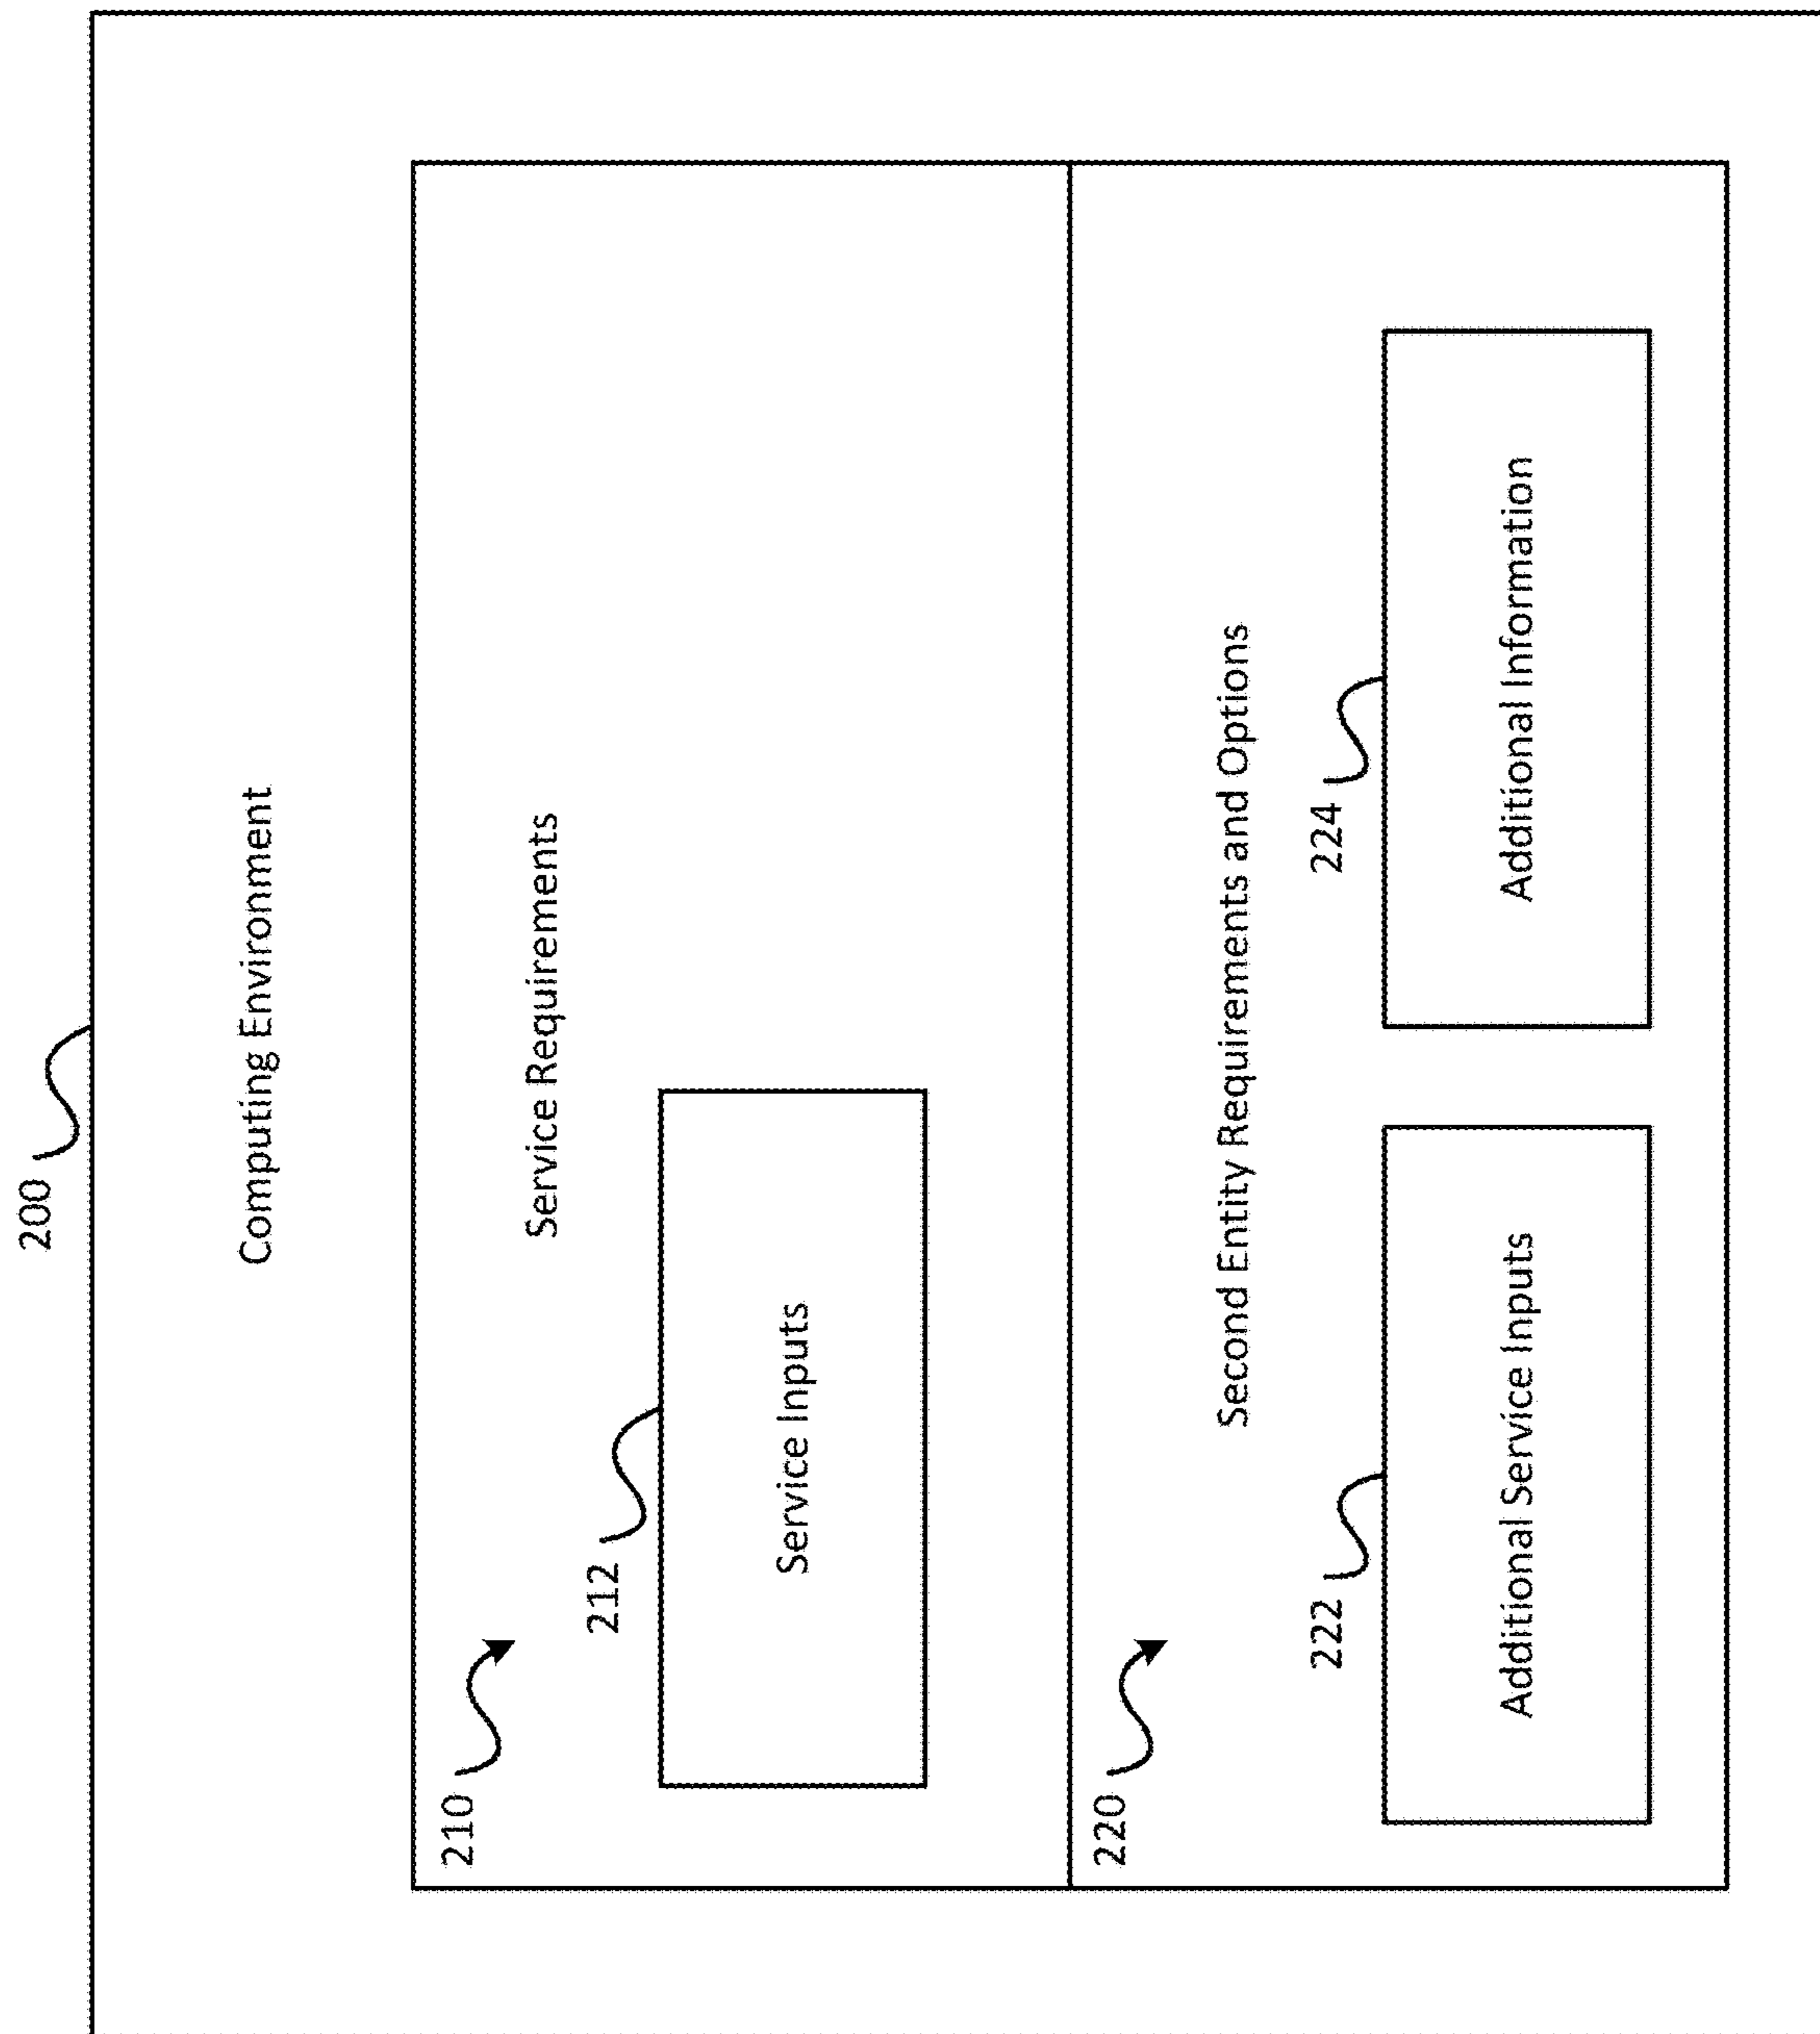 200
Computing Environment
210
Service Requirements
212
Service Inputs
220
Second Entity Requirements and Options
222
224
Additional Service Inputs
Additional Information